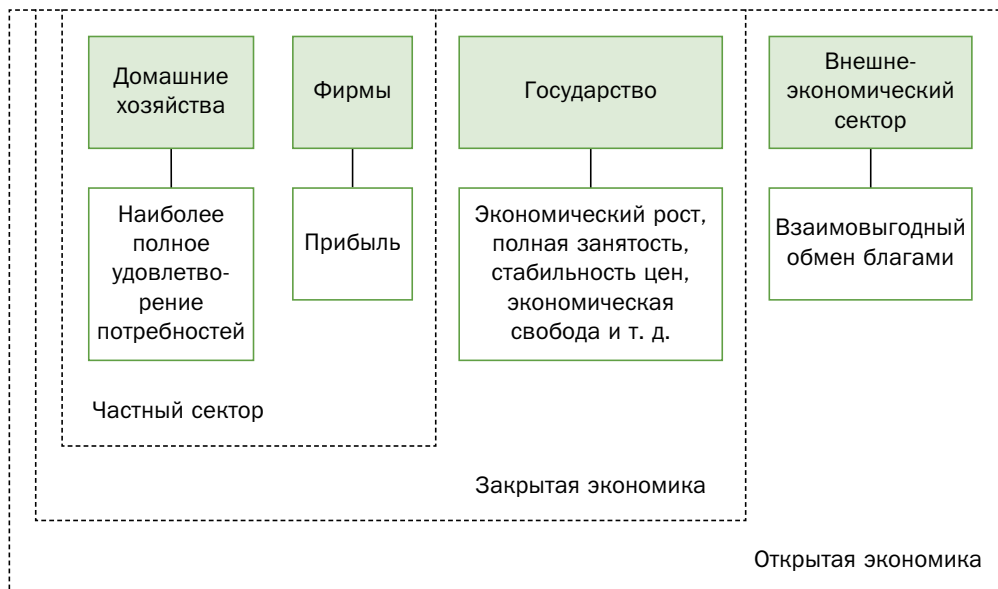 Домашние
хозяйства
Фирмы
Государство
Внешне-
экономический
сектор
Наиболее
полное
удовлетво-
рение
потребностей
Прибыль
Экономический рост,
полная занятость,
стабильность цен,
экономическая
свобода и т. д.
Взаимовыгодный
обмен благами
Частный сектор
Закрытая экономика
Открытая экономика